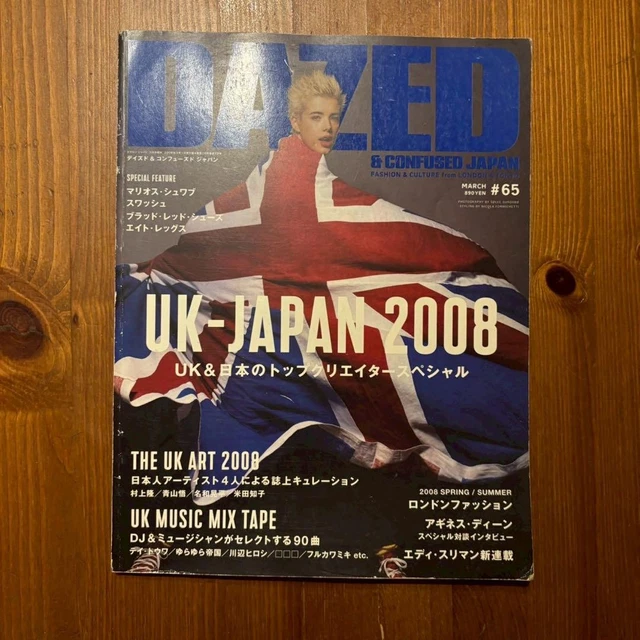 DAZED
& CONFUSED JAPAN
デイズド & コンフューズド ジャパン
FASHION & CULTURE from LONDON
MARCH
890YEN
#65
SPECIAL FEATURE
マリオス・シュワブ
スワッシュ
ブラッド・レッド・シューズ
エイト・レッグス
UK-JAPAN 2008
UK&日本のトップクリエイタースペシャル
THE UK ART 2008
日本人アーティスト4人による誌上キュレーション
村上隆/青山悟/名和晃平/米田知子
UK MUSIC MIX TAPE
DJ&ミュージシャンがセレクトする90曲
テイ・トウワ/ゆらゆら帝国/川辺ヒロシ/□□□/フルカワミキ etc.
2008 SPRING / SUMMER
ロンドンファッション
アギネス・ディーン
スペシャル対談インタビュー
エディ・スリマン新連載